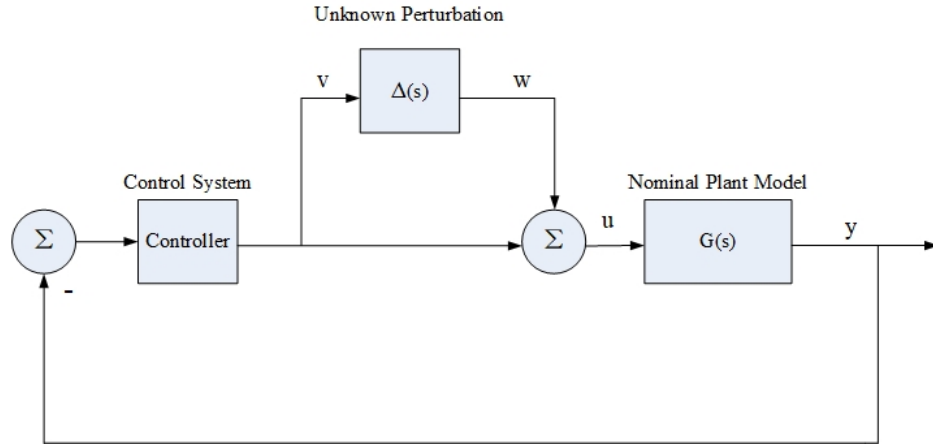 Unknown Perturbation
v
Δ(s)
w
Control System
Nominal Plant Model
Σ
Controller
Σ
u
G(s)
y
-